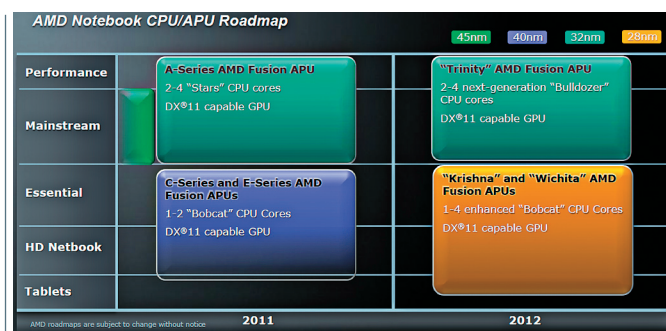 AMD Notebook CPU/APU Roadmap
45nm 40nm 32nm 28nm
Performance
Mainstream
Essential
HD Netbook
Tablets
A-Series AMD Fusion APU
2-4 “Stars” CPU cores
DX®11 capable GPU
“Trinity” AMD Fusion APU
2-4 next-generation “Bulldozer”
CPU cores
DX®11 capable GPU
C-Series and E-Series AMD
Fusion APUs
1-2 “Bobcat” CPU Cores
DX®11 capable GPU
“Krishna” and “Wichita” AMD
Fusion APUs
1-4 enhanced “Bobcat” CPU Cores
DX®11 capable GPU
AMD roadmaps are subject to change without notice
2011
2012